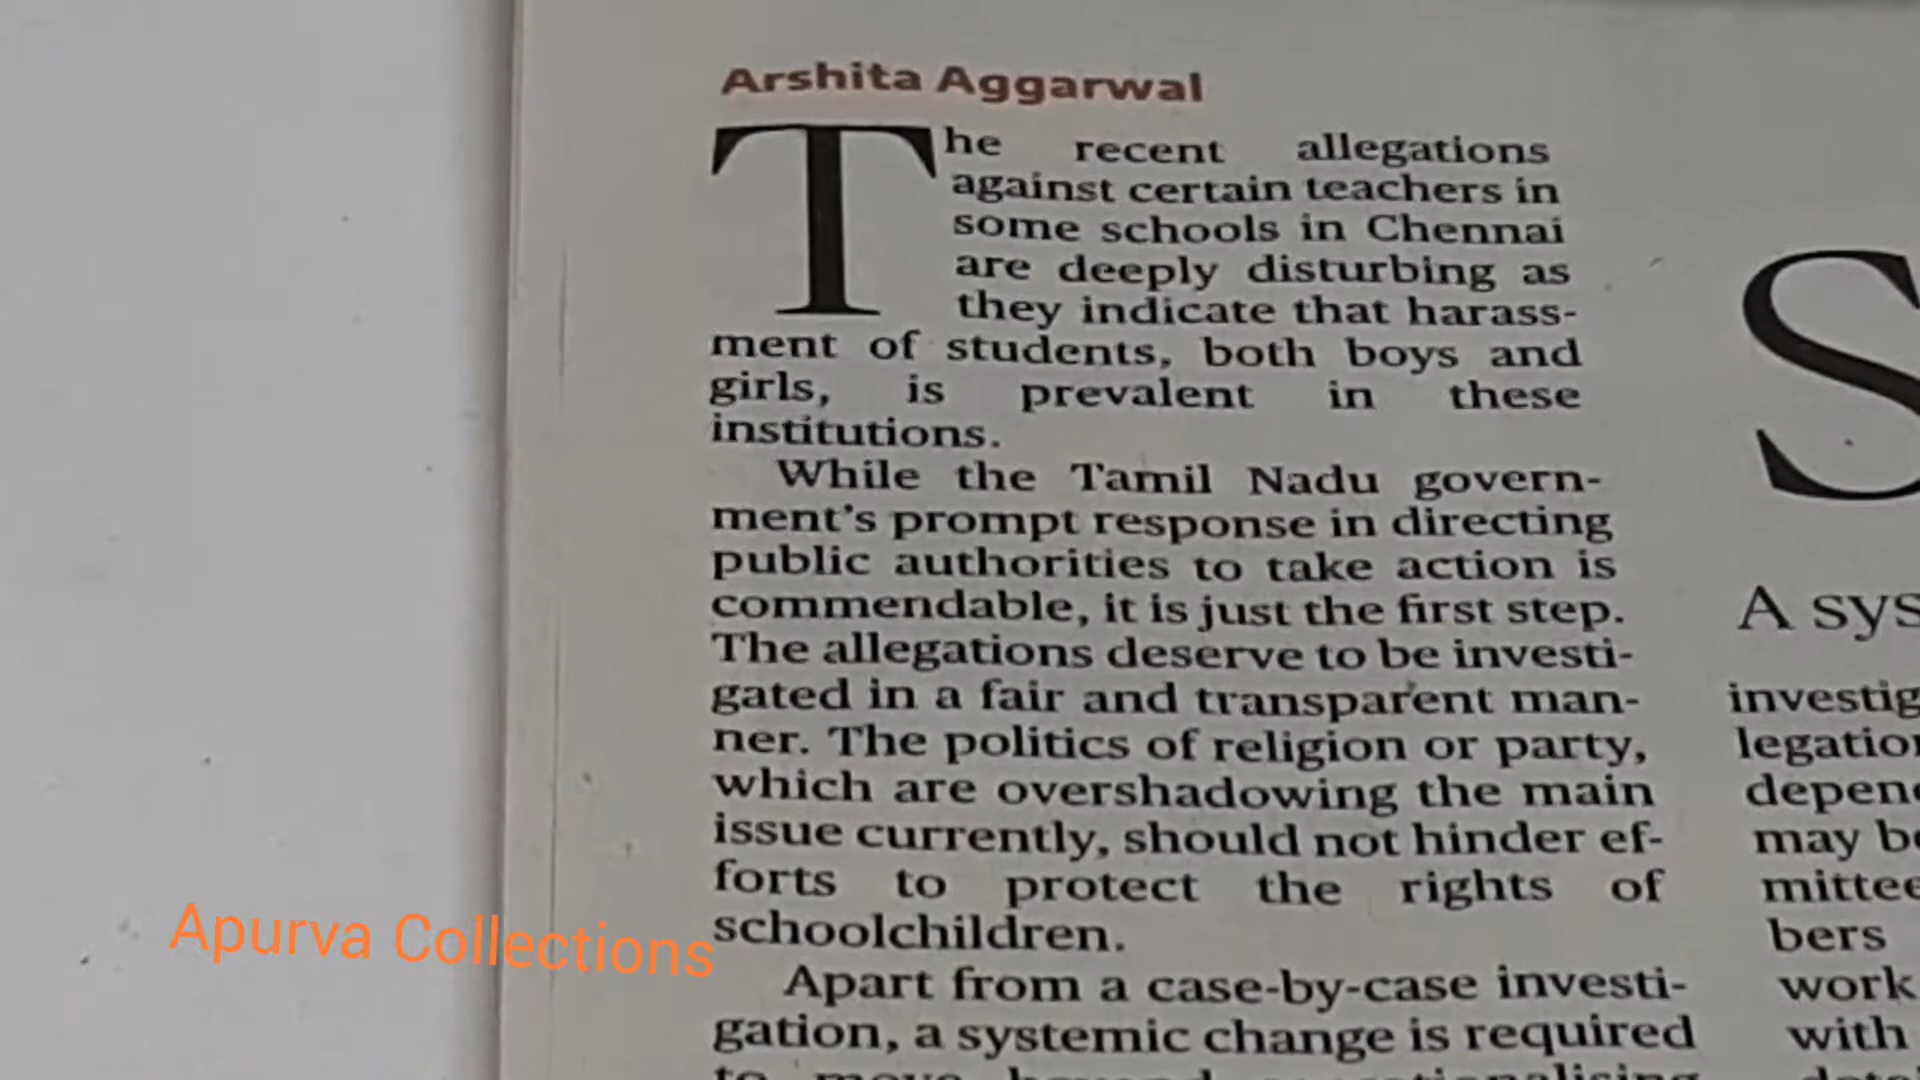 Arshita Aggarwal
The recent allegations
against certain teachers in
some schools in Chennai
are deeply disturbing as
they indicate that harass-
ment of students, both boys and
girls, is prevalent in these
institutions.
While the Tamil Nadu govern-
ment's prompt response in directing
public authorities to take action is
commendable, it is just the first step.
The allegations deserve to be investi-
gated in a fair and transparent man-
ner. The politics of religion or party,
which are overshadowing the main
issue currently, should not hinder ef-
forts to protect the rights of
schoolchildren.
Apart from a case-by-case investi-
gation, a systemic change is required
S
A sys
investig
legation
depend
may be
mittee
bers
work
with
Apurva Collections